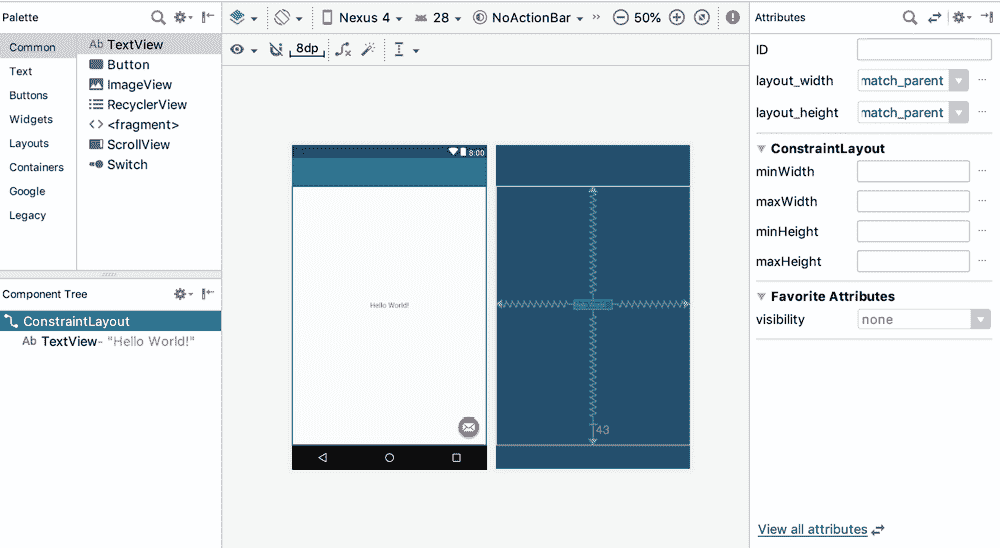 Palette
Common
Text
Buttons
Widgets
Layouts
Containers
Google
Legacy
Ab TextView
Button
ImageView
RecyclerView
<fragment>
ScrollView
Switch
Component Tree
ConstraintLayout
Ab TextView- "Hello World!"
Nexus 4 28 NoActionBar 50%
8dp
8:00
Hello World!
Hello World!
43
Attributes
ID
layout_width match_parent
layout_height match_parent
ConstraintLayout
minWidth
maxWidth
minHeight
maxHeight
Favorite Attributes
visibility none
View all attributes